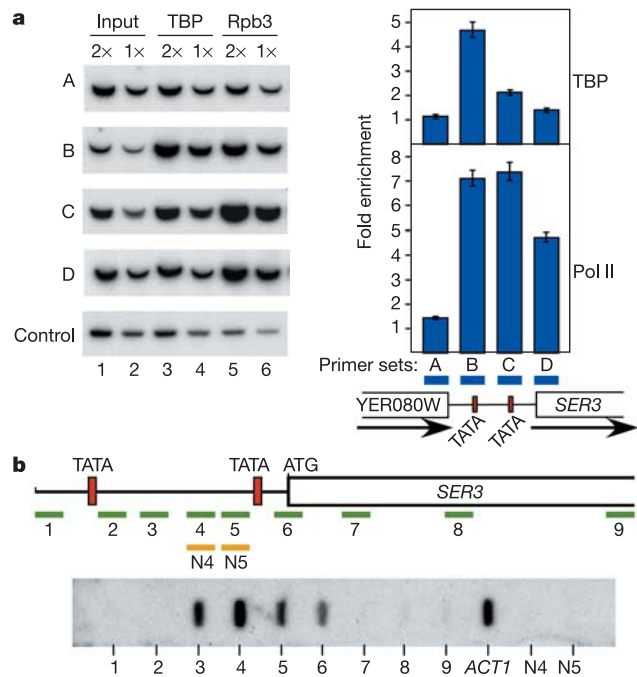 a
Input TBP Rpb3
2× 1× 2× 1× 2× 1×
A
B
C
D
Control
1 2 3 4 5 6
Fold enrichment
5
4
3
2
1
TBP
8
7
6
5
4
3
2
1
Pol II
Primer sets: A B C D
YER080W SER3
TATA TATA
b
TATA TATA ATG
SER3
1 2 3 4 5 6 7 8 9
N4 N5
1 2 3 4 5 6 7 8 9 ACT1 N4 N5